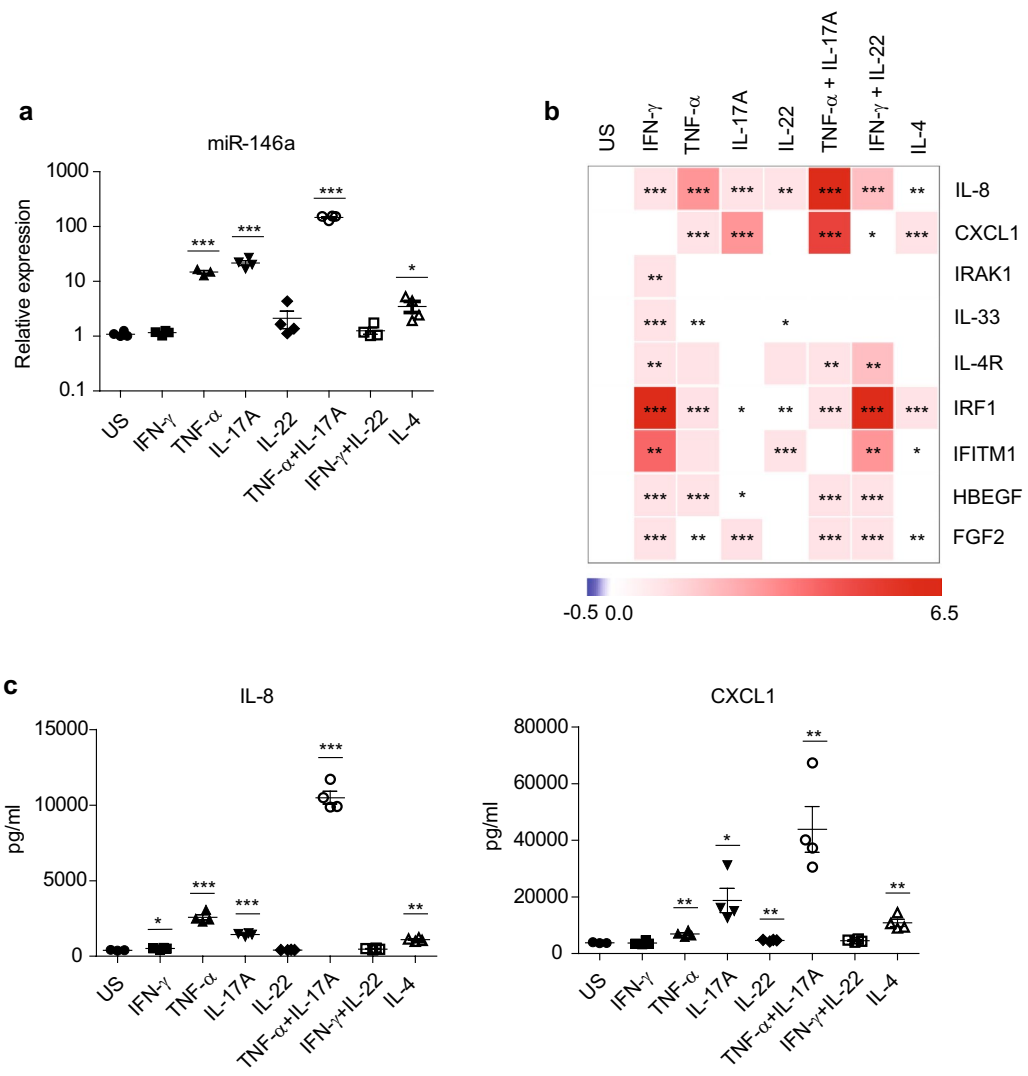 a
miR-146a
Relative expression
1000
100
10
1
0.1
***
***
***
*
US
IFN-γ
TNF-α
IL-17A
IL-22
TNF-α+IL-17A
IFN-γ+IL-22
IL-4
b
US
IFN-γ
TNF-α
IL-17A
IL-22
TNF-α + IL-17A
IFN-γ + IL-22
IL-4
*** *** *** ** *** *** ** IL-8
*** *** *** * *** CXCL1
** IRAK1
*** ** * IL-33
** ** ** IL-4R
*** *** * ** *** *** *** IRF1
** *** ** * IFITM1
*** *** * *** *** HBEGF
*** ** *** *** *** ** FGF2
-0.5 0.0 6.5
c
IL-8
pg/ml
15000
10000
5000
0
*
***
***
***
**
US
IFN-γ
TNF-α
IL-17A
IL-22
TNF-α+IL-17A
IFN-γ+IL-22
IL-4
CXCL1
pg/ml
80000
60000
40000
20000
0
**
*
**
**
**
US
IFN-γ
TNF-α
IL-17A
IL-22
TNF-α+IL-17A
IFN-γ+IL-22
IL-4